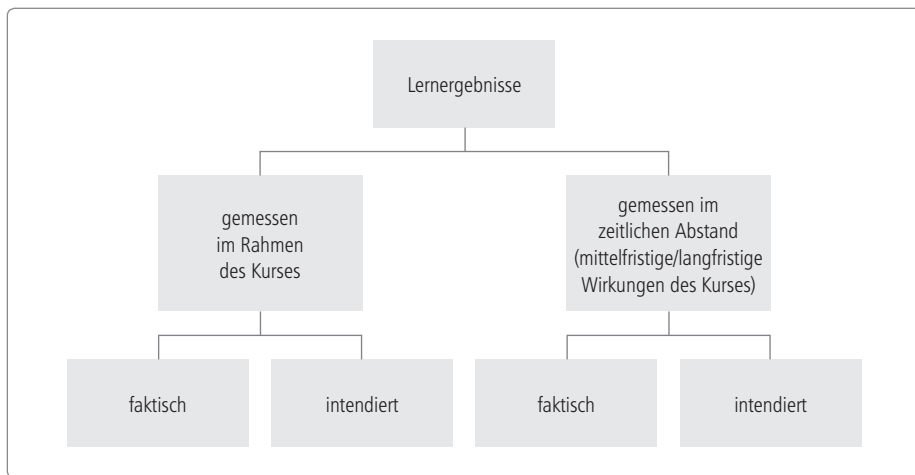 Lernergebnisse
gemessen
im Rahmen
des Kurses
gemessen im
zeitlichen Abstand
(mittelfristige/langfristige
Wirkungen des Kurses)
faktisch
intendiert
faktisch
intendiert